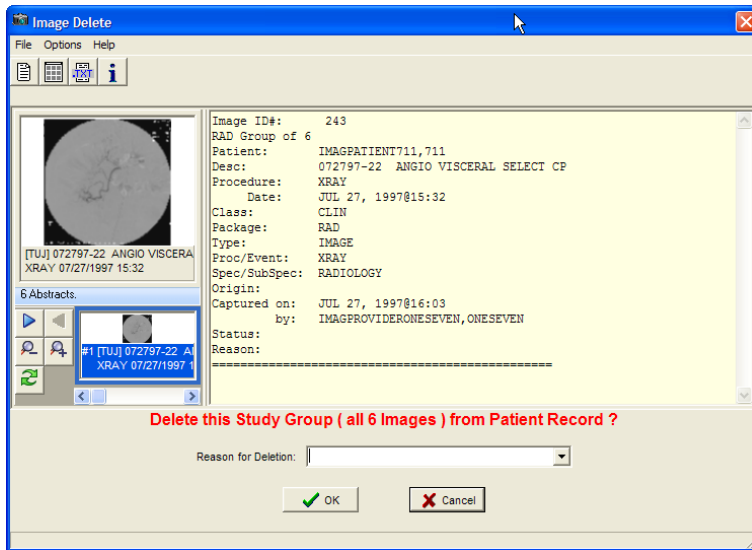 Image Delete
File Options Help
.TXT
i
[TUJ] 072797-22 ANGIO VISCERA
XRAY 07/27/1997 15:32
6 Abstracts.
#1 [TUJ] 072797-22 A
XRAY 07/27/1997 1
Image ID#: 243
RAD Group of 6
Patient: IMAGPATIENT711,711
Desc: 072797-22 ANGIO VISCERAL SELECT CP
Procedure: XRAY
Date: JUL 27, 1997@15:32
Class: CLIN
Package: RAD
Type: IMAGE
Proc/Event: XRAY
Spec/SubSpec: RADIOLOGY
Origin:
Captured on: JUL 27, 1997@16:03
by: IMAGPROVIDERONESEVEN,ONESEVEN
Status:
Reason:
================================================
Delete this Study Group ( all 6 Images ) from Patient Record ?
Reason for Deletion:
OK
Cancel